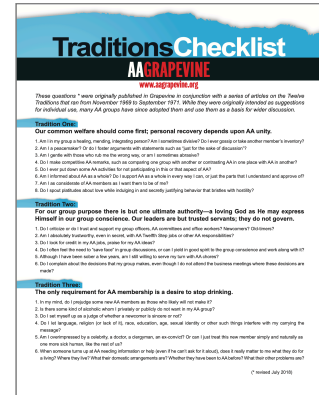 Traditions Checklist
AAGRAPEVINE
www.aagrapevine.org
These questions * were originally published in Grapevine in conjunction with a series of articles on the Twelve
Traditions that ran from November 1969 to September 1971. While they were originally intended as suggestions
for individual use, many AA groups have since adopted them and use them as a basis for wider discussion.
Tradition One:
Our common welfare should come first; personal recovery depends upon AA unity.
1. Am I in my group a healing, mending, integrating person? Am I sometimes divisive? Do I ever gossip or take another member's inventory?
2. Am I a peacemaker? Or do I foster arguments with statements such as "just for the sake of discussion"?
3. Am I gentle with those who rub me the wrong way, or am I sometimes abrasive?
4. Do I make competitive AA remarks, such as comparing one group with another or contrasting AA in one place with AA in another?
5. Do I ever put down some AA activities for not participating in this or that aspect of AA?
6. Am I informed about AA as a whole? Do I support AA as a whole in every way I can, or just the parts that I understand and approve of?
7. Am I as considerate of AA members as I want them to be of me?
8. Do I spout platitudes about love while indulging in and secretly justifying behavior that bristles with hostility?
Tradition Two:
For our group purpose there is but one ultimate authority—a loving God as He may express
Himself in our group conscience. Our leaders are but trusted servants; they do not govern.
1. Do I criticize or do I trust and support my group officers, AA committees and office workers? Newcomers? Old-timers?
2. Am I absolutely trustworthy, even in secret, with AA Twelfth Step jobs or other AA responsibilities?
3. Do I look for credit in my AA jobs, praise for my AA ideas?
4. Do I often feel the need to "save face" in group discussions, or can I yield in good spirit to the group conscience and work along with it?
5. Although I have been sober a few years, am I still willing to serve my turn with AA chores?
6. Do I complain about the decisions that my group makes, even though I do not attend the business meetings where these decisions are
made?
Tradition Three:
The only requirement for AA membership is a desire to stop drinking.
1. In my mind, do I prejudge some new AA members as those who likely will not make it?
2. Is there some kind of alcoholic whom I privately or publicly do not want in my AA group?
3. Do I set myself up as a judge of whether a newcomer is sincere or not?
4. Do I let language, religion (or lack of it), race, education, age, sexual identity or other such things interfere with my carrying the
message?
5. Am I overimpressed by a celebrity, a doctor, a clergyman, an ex-convict? Or can I just treat this new member simply and naturally as
one more sick human, like the rest of us?
6. When someone turns up at AA needing information or help (even if he can't ask for it aloud), does it really matter to me what they do for
a living? Where they live? What their domestic arrangements are? Whether they have been to AA before? What their other problems are?
(* revised July 2018)